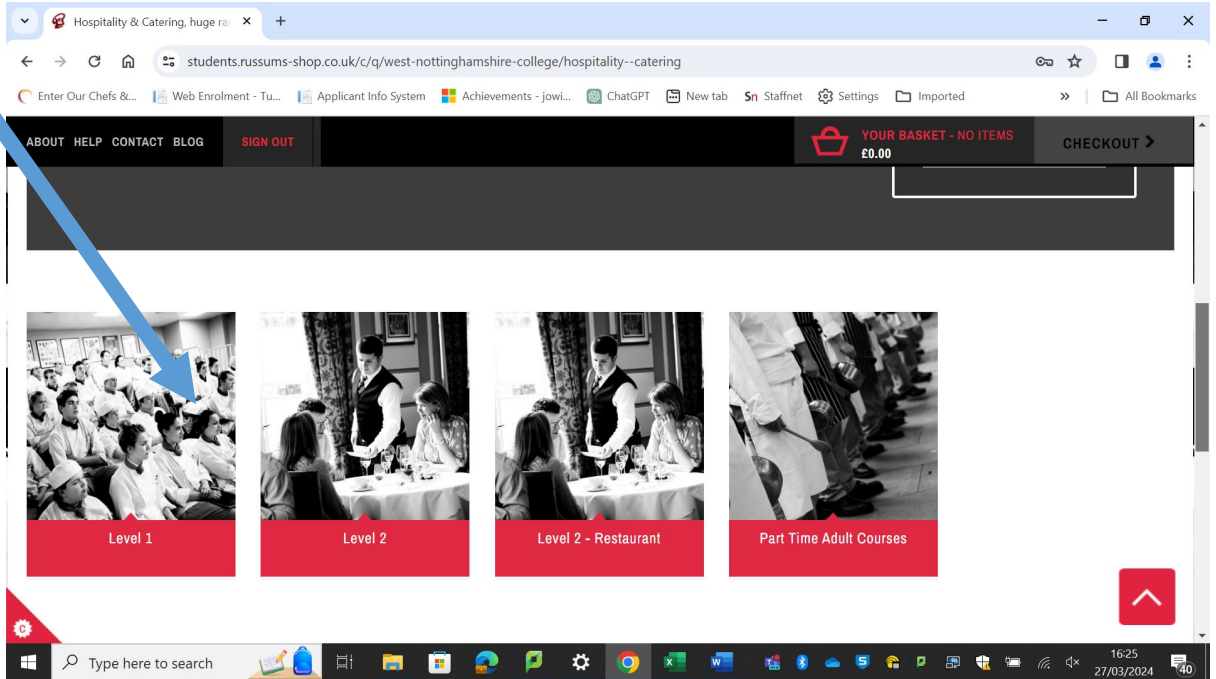 Hospitality & Catering, huge ra
students.russums-shop.co.uk/c/q/west-nottinghamshire-college/hospitality--catering
Enter Our Chefs &... Web Enrolment - Tu... Applicant Info System Achievements - jowi... ChatGPT New tab Sn Staffnet Settings Imported » All Bookmarks
ABOUT HELP CONTACT BLOG SIGN OUT YOUR BASKET - NO ITEMS
£0.00
CHECKOUT
Level 1 Level 2 Level 2 - Restaurant Part Time Adult Courses
C
Type here to search
16:25
27/03/2024
40